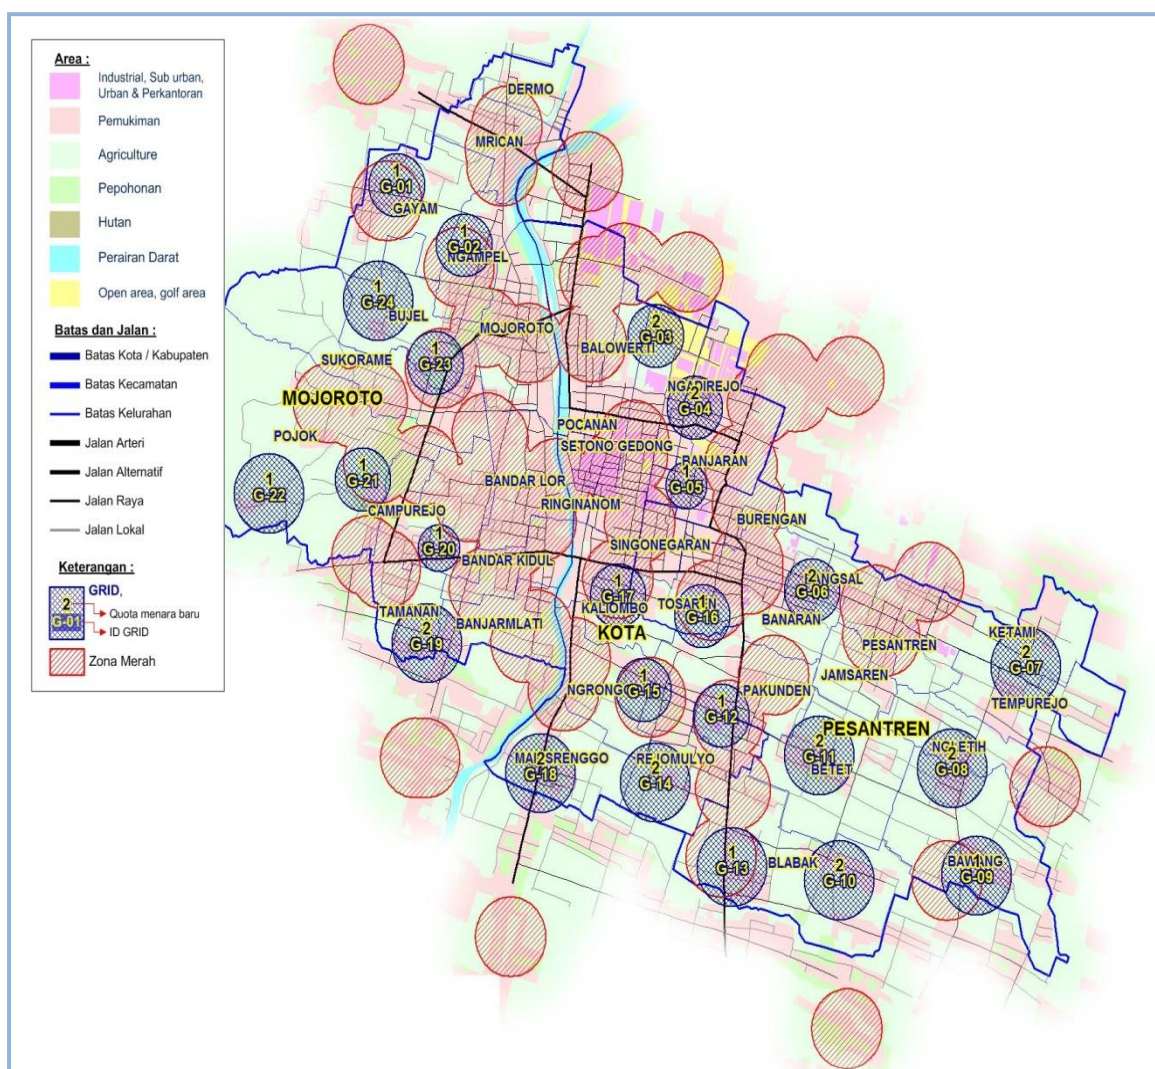 Area :
Industrial, Sub urban,
Urban & Perkantoran
Pemukiman
Agriculture
Pepohonan
Hutan
Perairan Darat
Open area, golf area
Batas dan Jalan :
Batas Kota / Kabupaten
Batas Kecamatan
Batas Kelurahan
Jalan Arteri
Jalan Alternatif
Jalan Raya
Jalan Lokal
Keterangan :
GRID,
2
Quota menara baru
G-01
ID GRID
Zona Merah
DERMO
MRICAN
1
G-01
GAYAM
1
G-02
NGAMPEL
1
G-24
BUJEL
MOJOROTO
2
G-03
BALOWERTI
1
G-23
SUKORAME
MOJOROTO
NGADIREJO
2
G-04
POCANAN
POJOK
SETONO GEDONG
BANJARAN
1
G-05
1
G-21
1
G-22
BANDAR LOR
RINGINANOM
CAMPUREJO
BURENGAN
1
G-20
SINGONEGARAN
BANDAR KIDUL
1
G-17
2
G-06
KALIOMBO
TOSAREN
1
G-16
TAMANAN
BANJARMLATI
BANARAN
2
G-19
KOTA
PESANTREN
KETAMI
2
G-07
JAMSAREN
1
G-15
PAKUNDEN
TEMPUREJO
1
G-12
PESANTREN
2
G-11
BETET
2
G-08
2
G-18
REJOMULYO
2
G-14
1
G-13
BLABAK
2
G-10
BAWANG
1
G-09